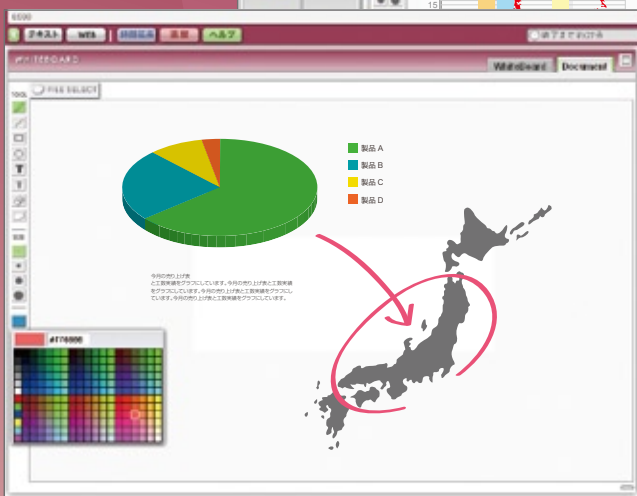 15
テキスト WEB ヘルプ
WHITEBOARD
WhiteBoard Document
TOOL FILE SELECT
製品 A
製品 B
製品 C
製品 D
今月の売り上げ表
と工数実績をグラフにしています。今月の売り上げ表と工数実績
をグラフにしています。今月の売り上げ表と工数実績をグラフにし
ています。今月の売り上げ表と工数実績をグラフにしています。